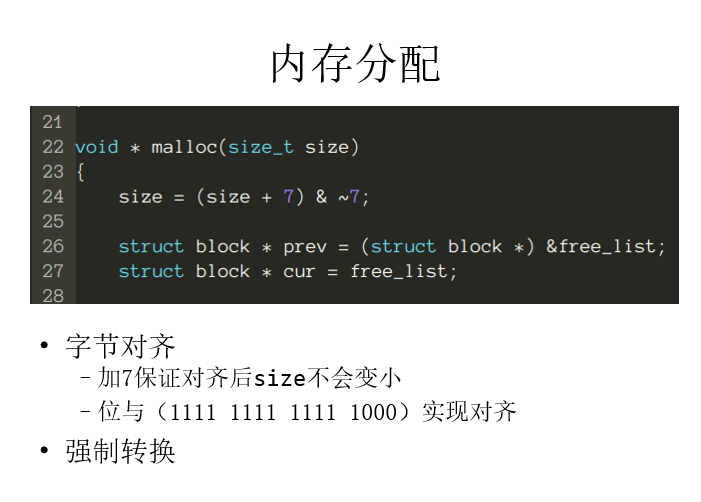 内存分配
21
22 void * malloc(size_t size)
23 {
24     size = (size + 7) & ~7;
25
26     struct block * prev = (struct block *) &free_list;
27     struct block * cur = free_list;
28
• 字节对齐
–加7保证对齐后size不会变小
–位与（1111 1111 1111 1000）实现对齐
• 强制转换